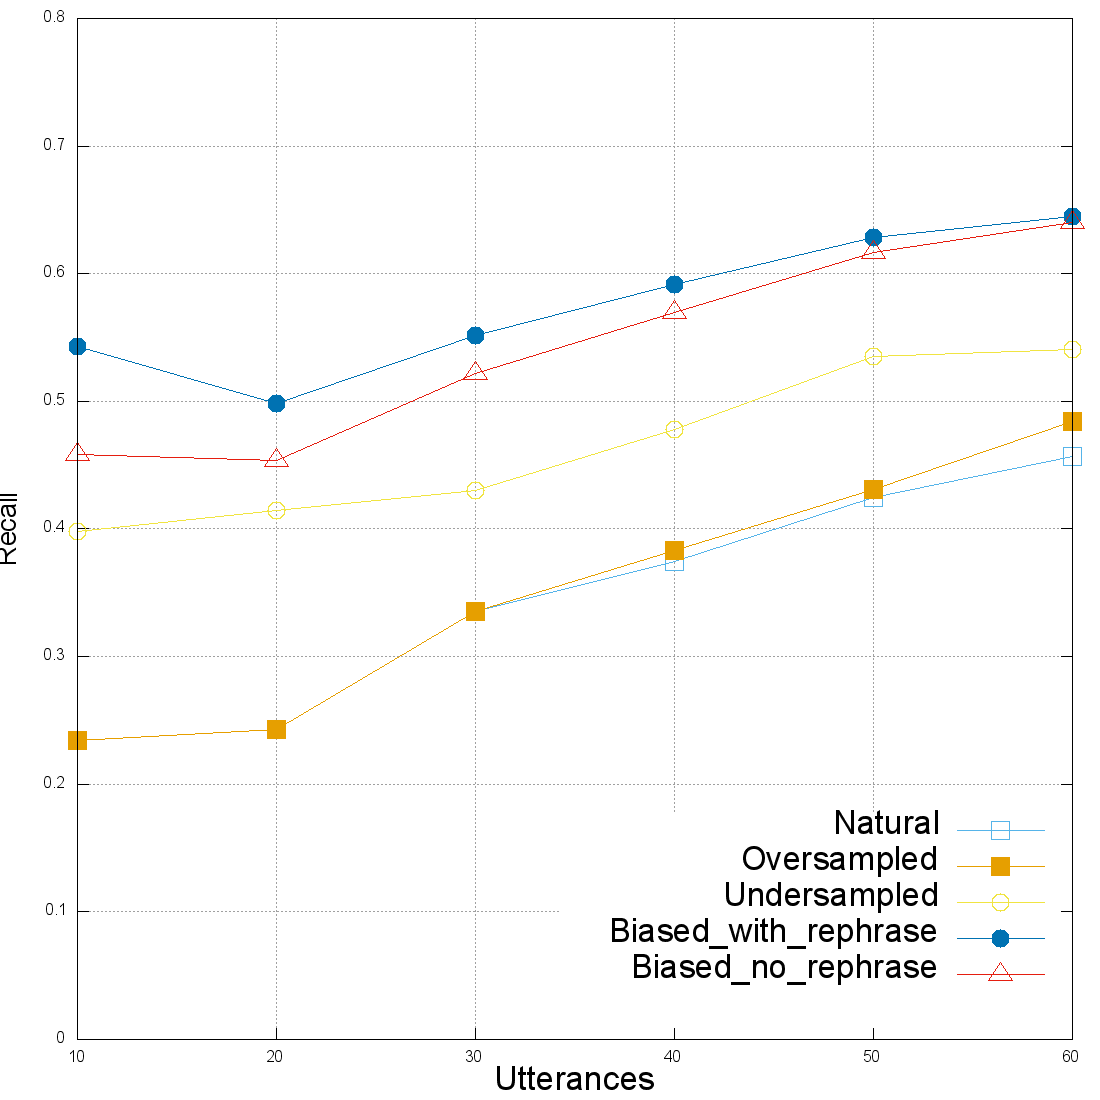 0.8
0.7
0.6
0.5
0.4
0.3
0.2
0.1
0
Recall
Natural
Oversampled
Undersampled
Biased_with_rephrase
Biased_no_rephrase
10 20 30 40 50 60
Utterances